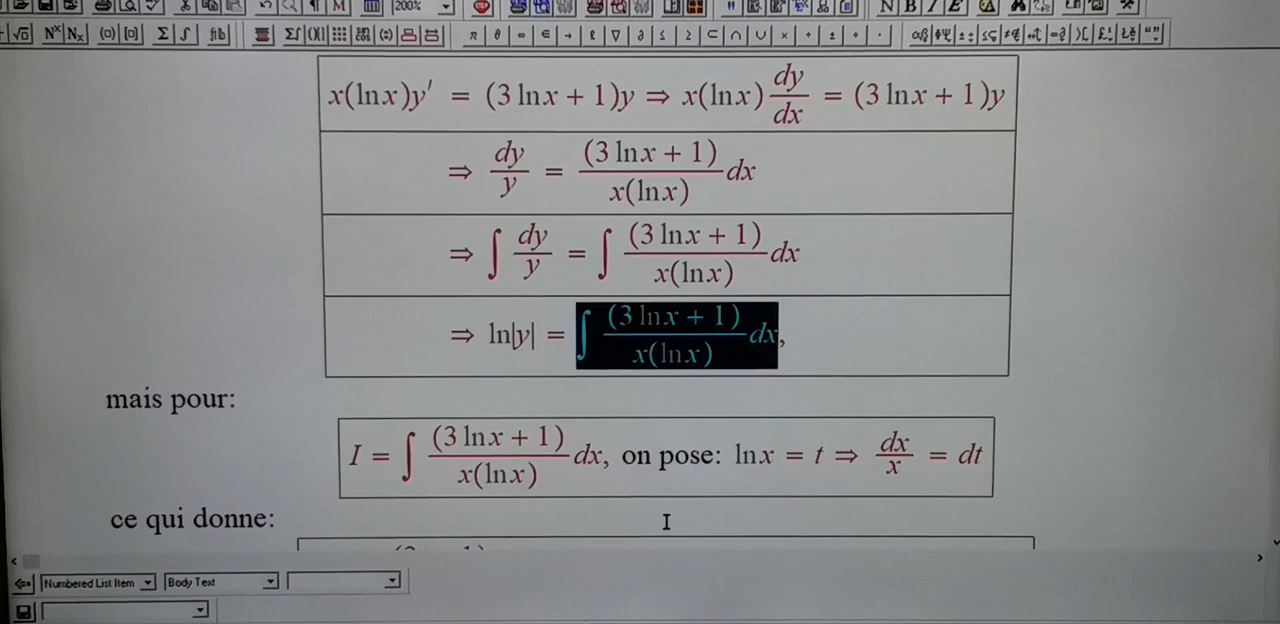 200%
x(lnx)y′ = (3 lnx + 1)y ⇒ x(lnx) dy/dx = (3 lnx + 1)y
⇒ dy/y = (3 lnx + 1)/x(lnx) dx
⇒ ∫ dy/y = ∫ (3 lnx + 1)/x(lnx) dx
⇒ ln|y| = ∫ (3 lnx + 1)/x(lnx) dx,
mais pour:
I = ∫ (3 lnx + 1)/x(lnx) dx, on pose: lnx = t ⇒ dx/x = dt
ce qui donne:
Numbered List Item Body Text